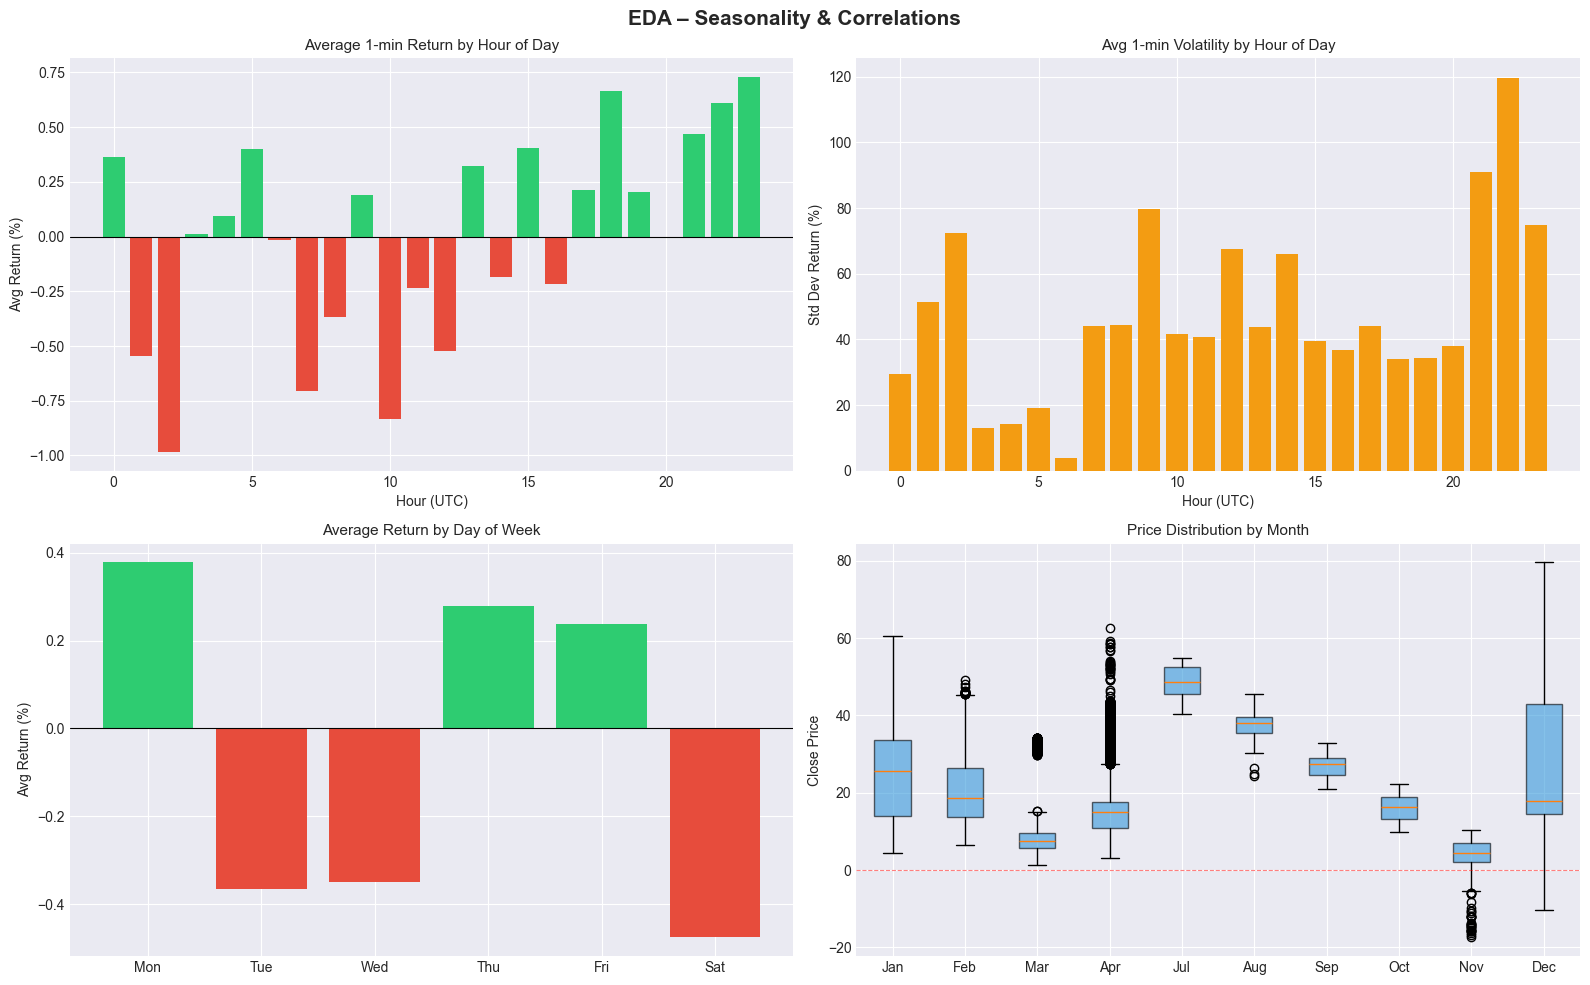 EDA – Seasonality & Correlations
Average 1-min Return by Hour of Day
Avg Return (%)
0.75
0.50
0.25
0.00
−0.25
−0.50
−0.75
−1.00
0 5 10 15 20
Hour (UTC)
Avg 1-min Volatility by Hour of Day
Std Dev Return (%)
120
100
80
60
40
20
0
0 5 10 15 20
Hour (UTC)
Average Return by Day of Week
Avg Return (%)
0.4
0.2
0.0
−0.2
−0.4
Mon Tue Wed Thu Fri Sat
Price Distribution by Month
Close Price
80
60
40
20
0
−20
Jan Feb Mar Apr Jul Aug Sep Oct Nov Dec